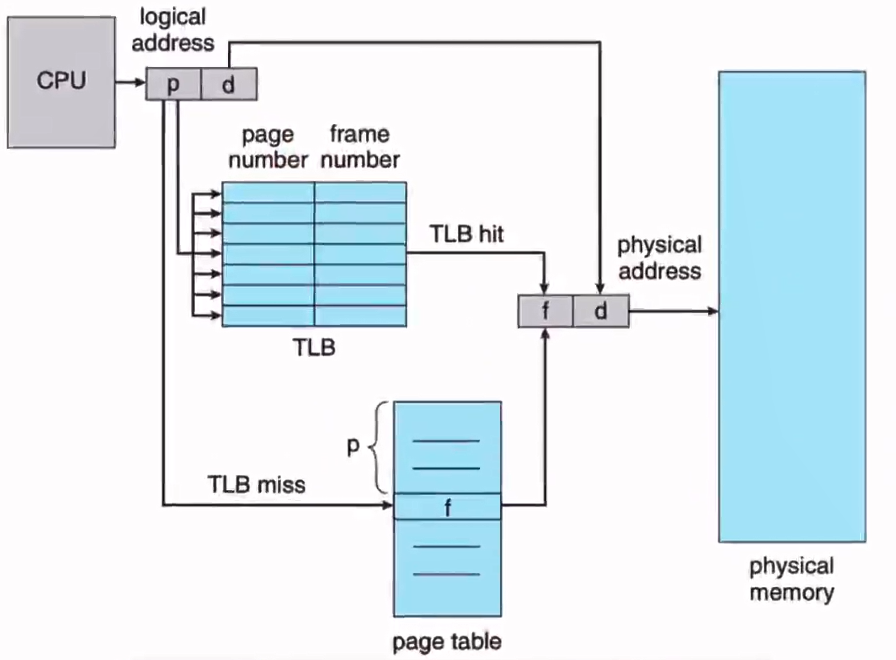 logical
address
CPU
p
d
page
number
frame
number
TLB hit
physical
address
f
d
TLB
p
TLB miss
f
physical
memory
page table